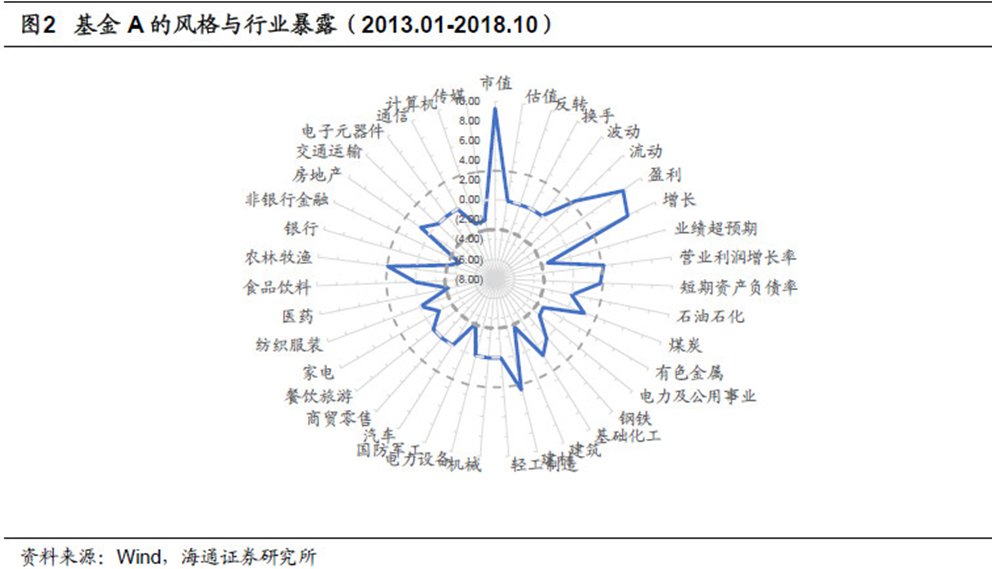 图2 基金 A 的风格与行业暴露（2013.01-2018.10）
市值
估值
反转
换手
波动
流动
盈利
增长
业绩超预期
营业利润增长率
短期资产负债率
石油石化
煤炭
有色金属
电力及公用事业
钢铁
基础化工
建筑
建材
轻工制造
机械
电力设备
国防军工
汽车
商贸零售
餐饮旅游
家电
纺织服装
医药
食品饮料
农林牧渔
银行
非银行金融
房地产
交通运输
电子元器件
通信
计算机
传媒
10.00
8.00
6.00
4.00
2.00
0.00
(2.00)
(4.00)
(6.00)
(8.00)
资料来源：Wind，海通证券研究所